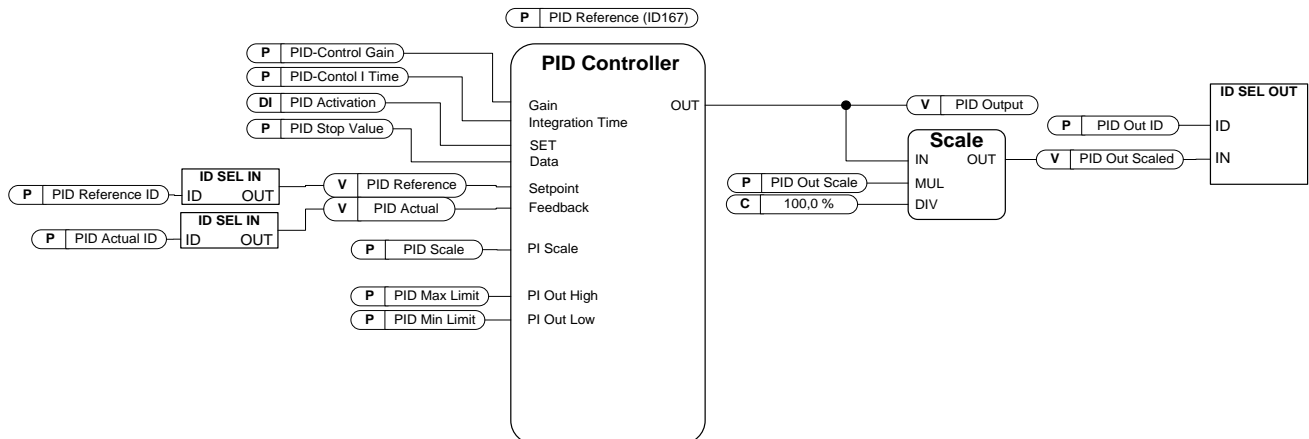 P PID Reference (ID167)
PID Controller
P PID-Control Gain
P PID-Contol I Time
DI PID Activation
P PID Stop Value
Gain
OUT
Integration Time
SET
Data
Setpoint
Feedback
PI Scale
PI Out High
PI Out Low
P PID Reference ID
ID SEL IN
ID OUT
V PID Reference
P PID Actual ID
ID SEL IN
ID OUT
V PID Actual
P PID Scale
P PID Max Limit
P PID Min Limit
V PID Output
Scale
IN OUT
MUL
DIV
P PID Out Scale
C 100,0 %
V PID Out Scaled
P PID Out ID
ID SEL OUT
ID
IN